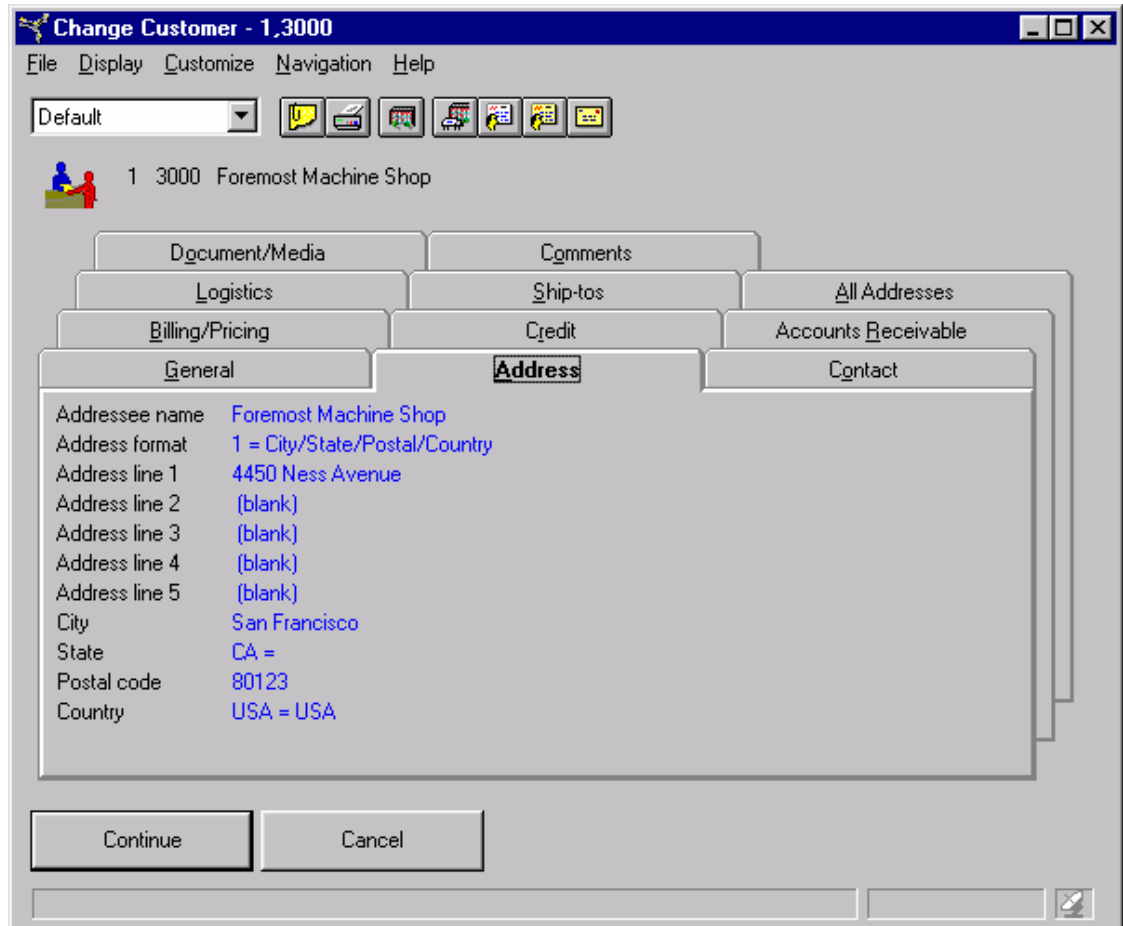 Change Customer - 1,3000
File Display Customize Navigation Help
Default
1 3000 Foremost Machine Shop
Document/Media Comments
Logistics Ship-tos All Addresses
Billing/Pricing Credit Accounts Receivable
General Address Contact
Addressee name Foremost Machine Shop
Address format 1 = City/State/Postal/Country
Address line 1 4450 Ness Avenue
Address line 2 (blank)
Address line 3 (blank)
Address line 4 (blank)
Address line 5 (blank)
City San Francisco
State CA =
Postal code 80123
Country USA = USA
Continue Cancel